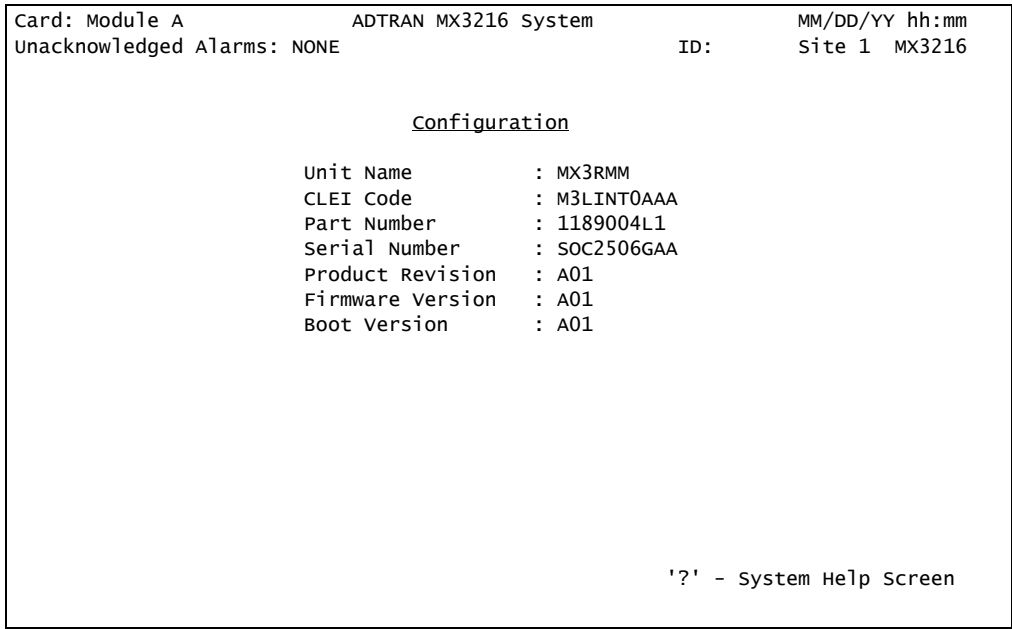 Card: Module A ADTRAN MX3216 System MM/DD/YY hh:mm
Unacknowledged Alarms: NONE ID: Site 1 MX3216
Configuration
Unit Name : MX3RMM
CLEI Code : M3LINT0AAA
Part Number : 1189004L1
Serial Number : SOC2506GAA
Product Revision : A01
Firmware Version : A01
Boot Version : A01
'?' - System Help Screen